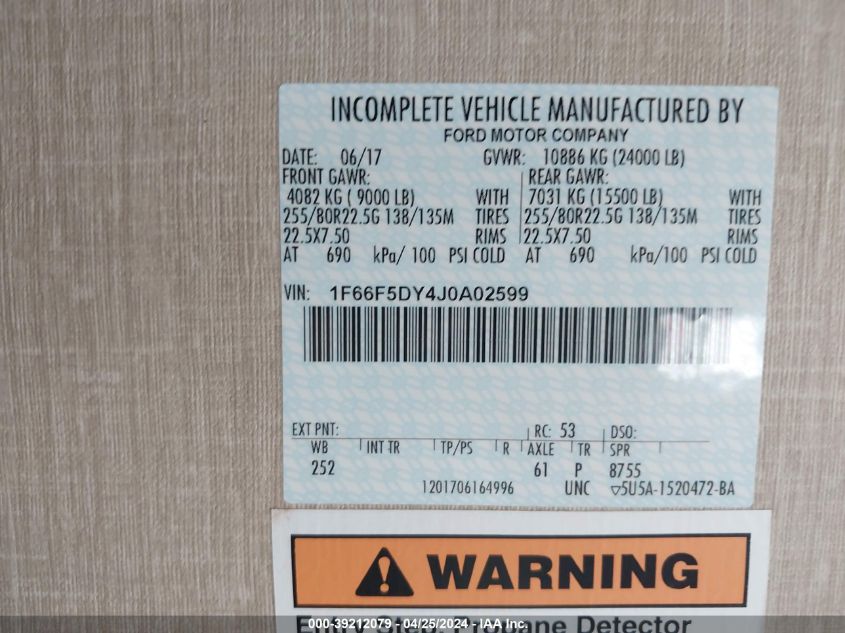 INCOMPLETE VEHICLE MANUFACTURED BY
FORD MOTOR COMPANY
DATE: 06/17 GVWR: 10886 KG (24000 LB)
FRONT GAWR: REAR GAWR:
4082 KG ( 9000 LB) WITH 7031 KG (15500 LB) WITH
255/80R22.5G 138/135M TIRES 255/80R22.5G 138/135M TIRES
22.5X7.50 RIMS 22.5X7.50 RIMS
AT 690 kPa/ 100 PSI COLD AT 690 kPa/100 PSI COLD
VIN: 1F66F5DY4J0A02599
EXT PNT: RC: 53 DSO:
WB INT TR TP/PS R AXLE TR SPR
252 61 P 8755
1201706164996 UNC ▽5U5A-1520472-BA
WARNING
Entry Step, Propane Detector
000-39212079 - 04/25/2024 - IAA Inc.